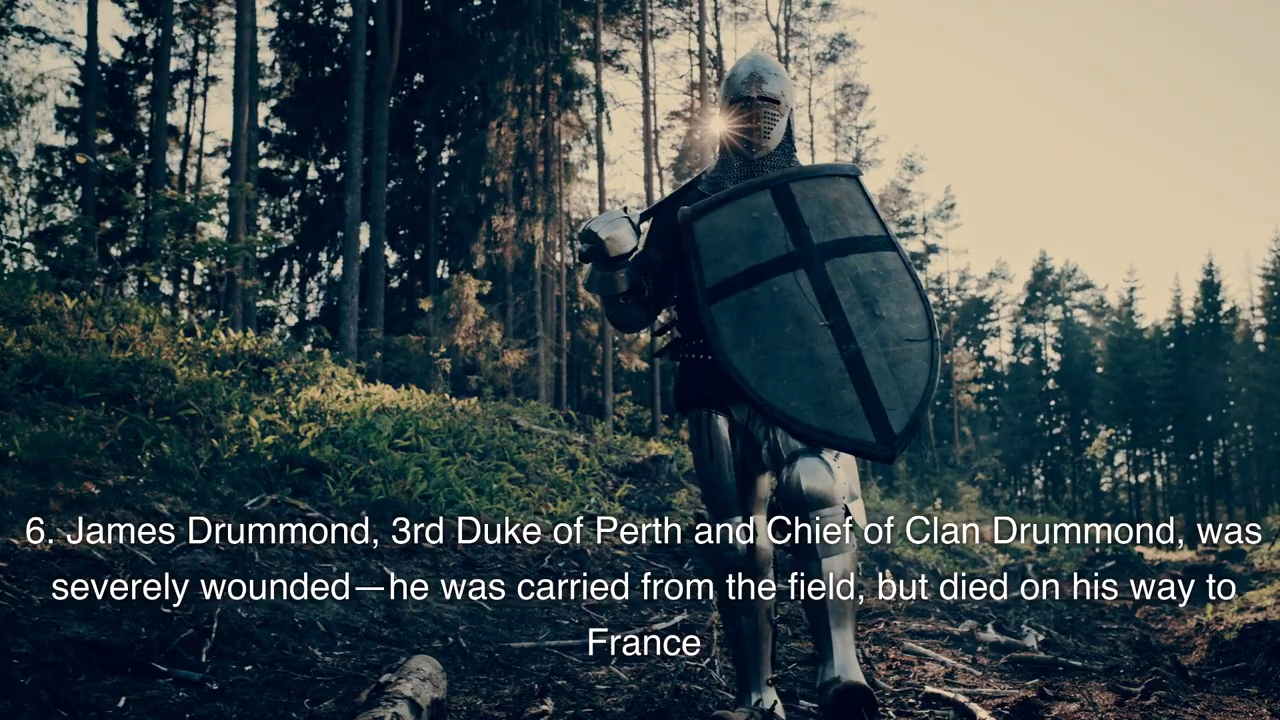 6. James Drummond, 3rd Duke of Perth and Chief of Clan Drummond, was
severely wounded—he was carried from the field, but died on his way to
France